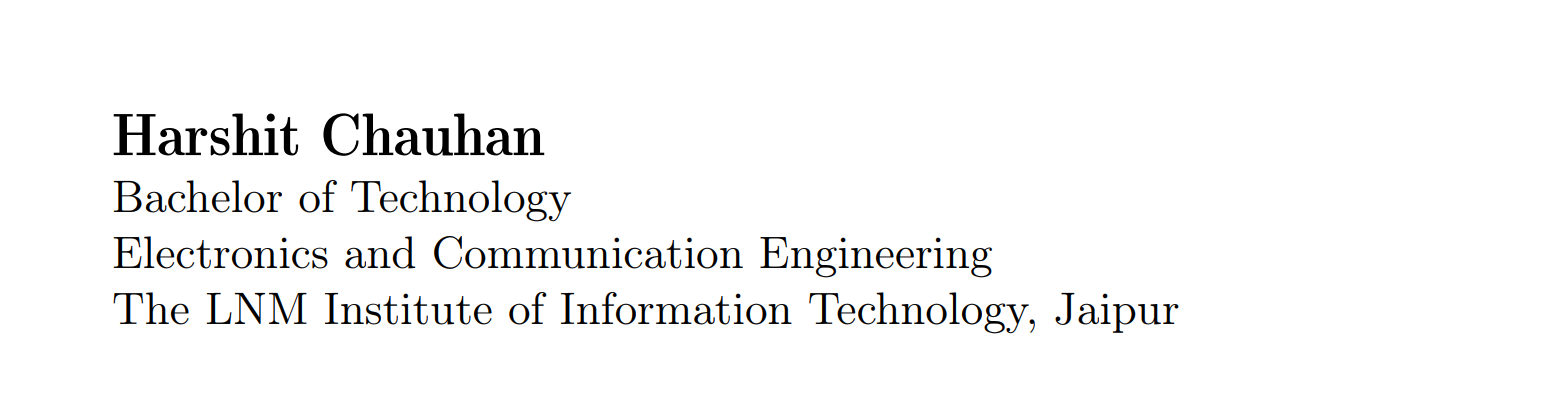 Harshit Chauhan
Bachelor of Technology
Electronics and Communication Engineering
The LNM Institute of Information Technology, Jaipur